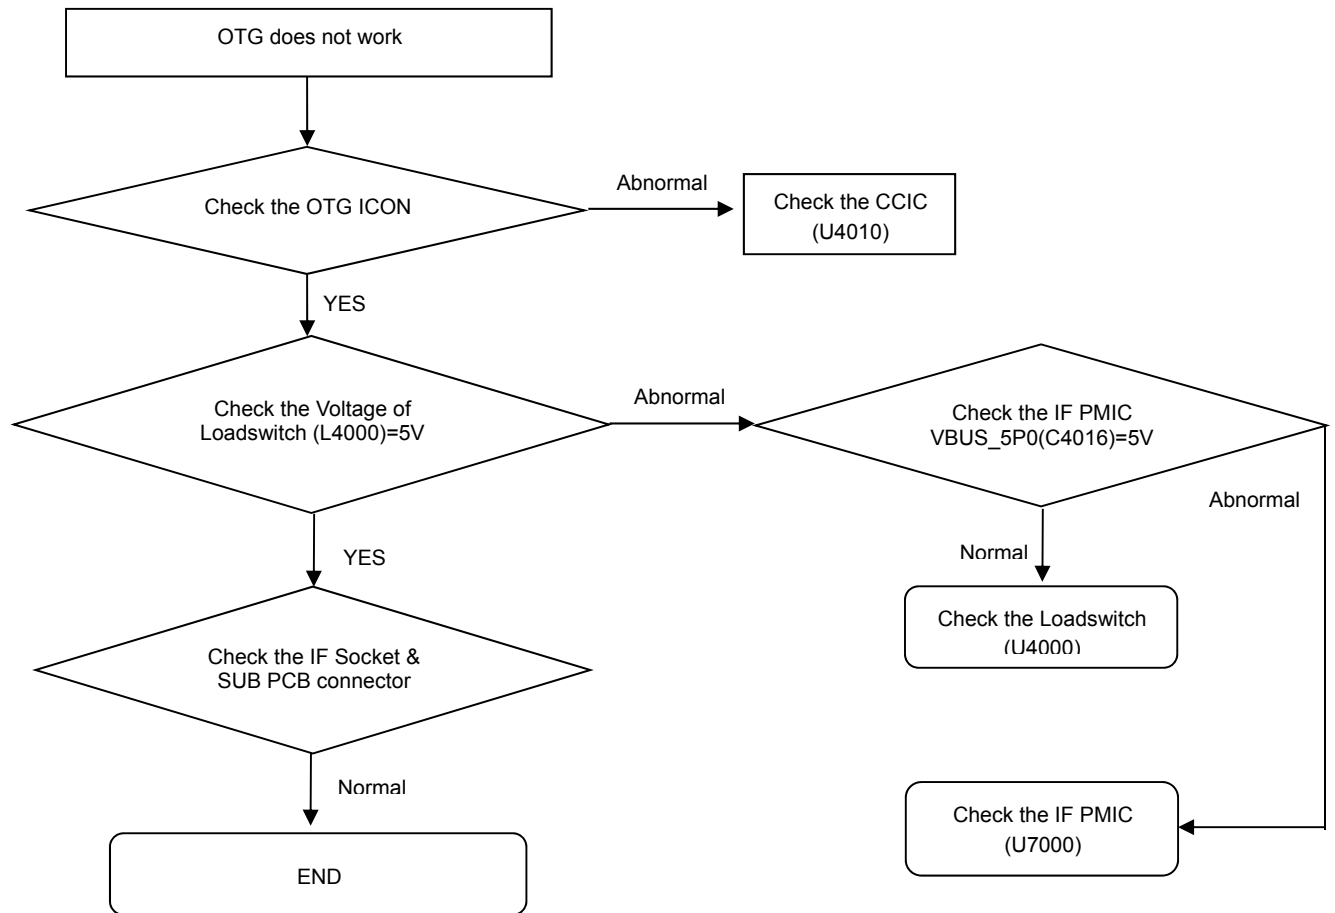 OTG does not work
Check the OTG ICON
Abnormal
Check the CCIC
(U4010)
YES
Check the Voltage of
Loadswitch (L4000)=5V
Abnormal
Check the IF PMIC
VBUS_5P0(C4016)=5V
Abnormal
YES
Normal
Check the Loadswitch
(U4000)
Check the IF Socket &
SUB PCB connector
Normal
Check the IF PMIC
(U7000)
END